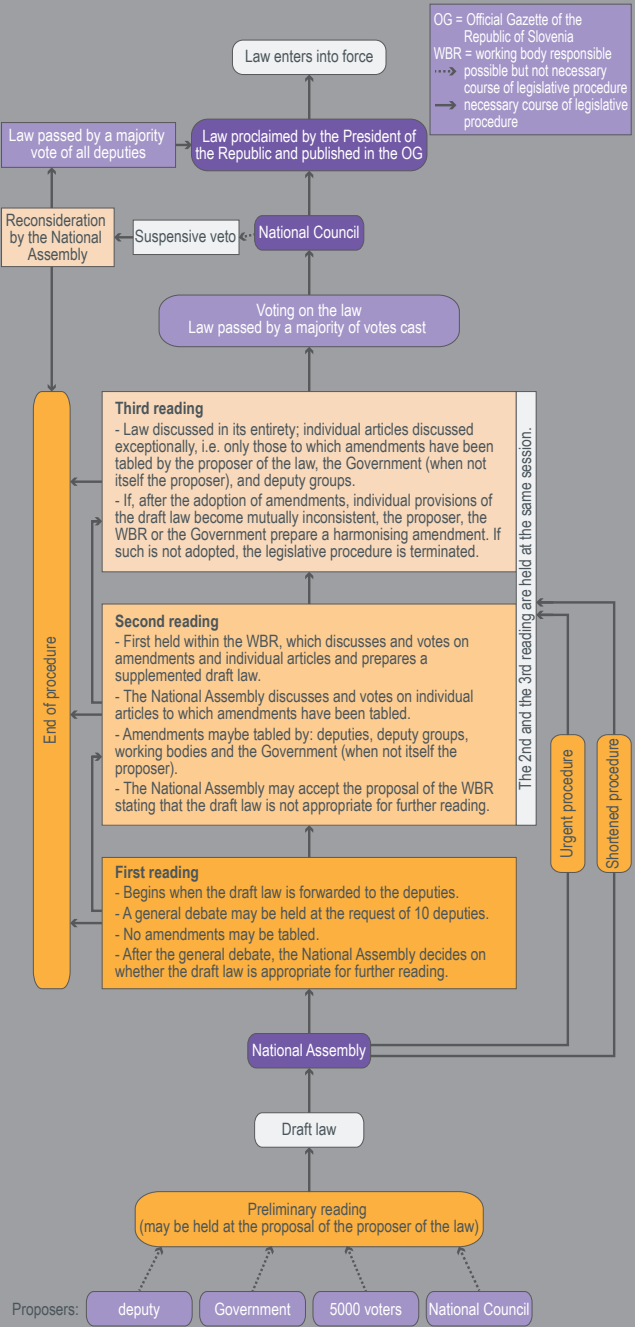 OG = Official Gazette of the
Republic of Slovenia
WBR = working body responsible
possible but not necessary
course of legislative procedure
necessary course of legislative
procedure
Law enters into force
Law passed by a majority
vote of all deputies
Law proclaimed by the President of
the Republic and published in the OG
Reconsideration
by the National
Assembly
Suspensive veto
National Council
Voting on the law
Law passed by a majority of votes cast
End of procedure
Third reading
- Law discussed in its entirety; individual articles discussed
exceptionally, i.e. only those to which amendments have been
tabled by the proposer of the law, the Government (when not
itself the proposer), and deputy groups.
- If, after the adoption of amendments, individual provisions of
the draft law become mutually inconsistent, the proposer, the
WBR or the Government prepare a harmonising amendment. If
such is not adopted, the legislative procedure is terminated.
The 2nd and the 3rd reading are held at the same session.
Second reading
- First held within the WBR, which discusses and votes on
amendments and individual articles and prepares a
supplemented draft law.
- The National Assembly discusses and votes on individual
articles to which amendments have been tabled.
- Amendments maybe tabled by: deputies, deputy groups,
working bodies and the Government (when not itself the
proposer).
- The National Assembly may accept the proposal of the WBR
stating that the draft law is not appropriate for further reading.
Urgent procedure
Shortened procedure
First reading
- Begins when the draft law is forwarded to the deputies.
- A general debate may be held at the request of 10 deputies.
- No amendments may be tabled.
- After the general debate, the National Assembly decides on
whether the draft law is appropriate for further reading.
National Assembly
Draft law
Preliminary reading
(may be held at the proposal of the proposer of the law)
Proposers:
deputy
Government
5000 voters
National Council